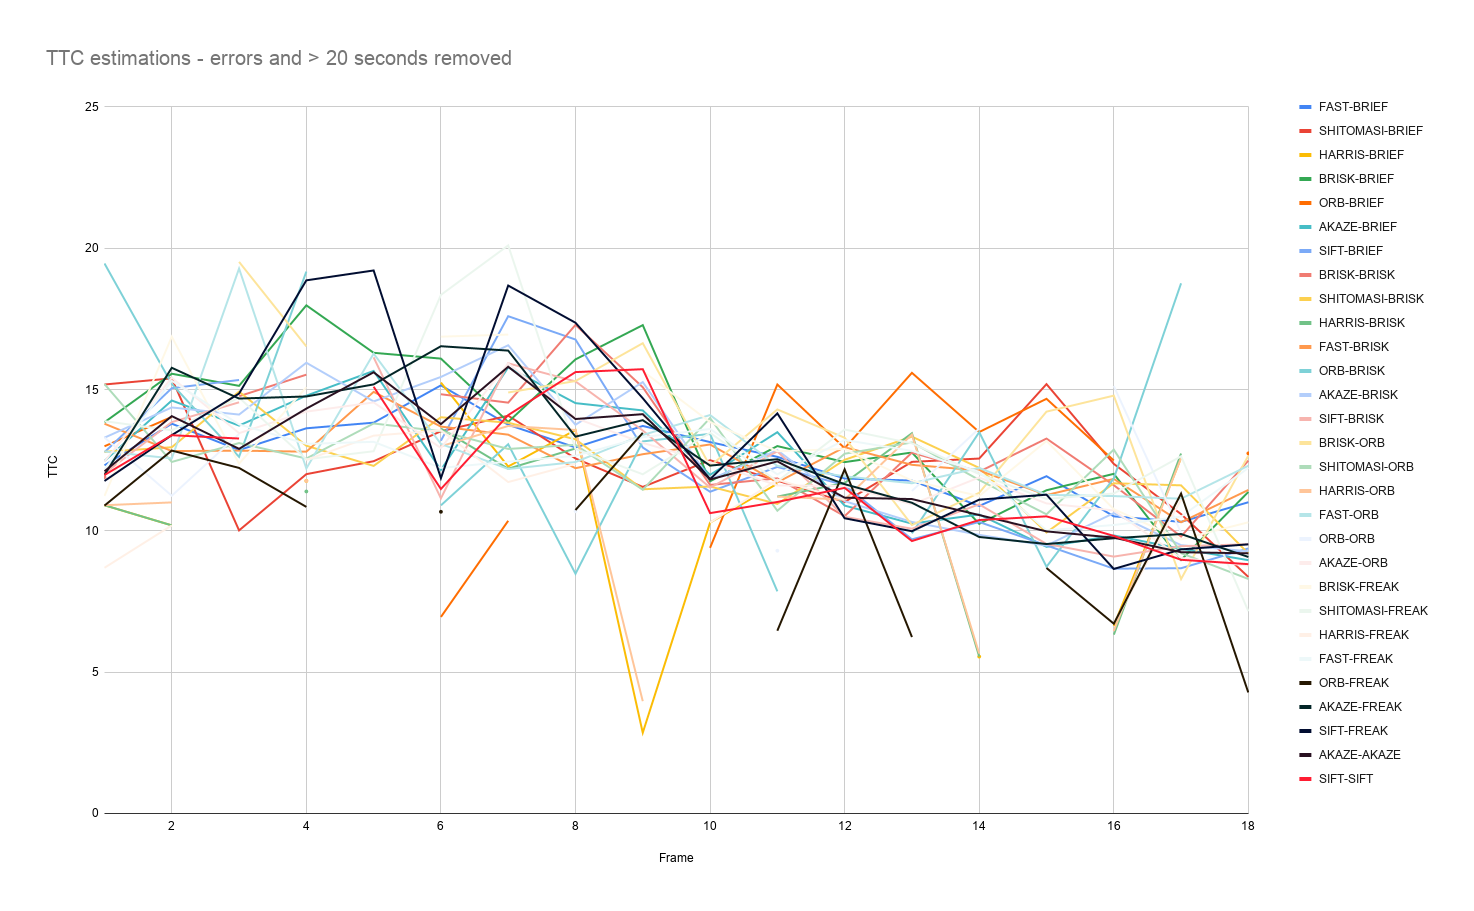 TTC estimations - errors and > 20 seconds removed
25
20
15
10
5
0
TTC
2
4
6
8
10
12
14
16
18
Frame
FAST-BRIEF
SHITOMASI-BRIEF
HARRIS-BRIEF
BRISK-BRIEF
ORB-BRIEF
AKAZE-BRIEF
SIFT-BRIEF
BRISK-BRISK
SHITOMASI-BRISK
HARRIS-BRISK
FAST-BRISK
ORB-BRISK
AKAZE-BRISK
SIFT-BRISK
BRISK-ORB
SHITOMASI-ORB
HARRIS-ORB
FAST-ORB
ORB-ORB
AKAZE-ORB
BRISK-FREAK
SHITOMASI-FREAK
HARRIS-FREAK
FAST-FREAK
ORB-FREAK
AKAZE-FREAK
SIFT-FREAK
AKAZE-AKAZE
SIFT-SIFT